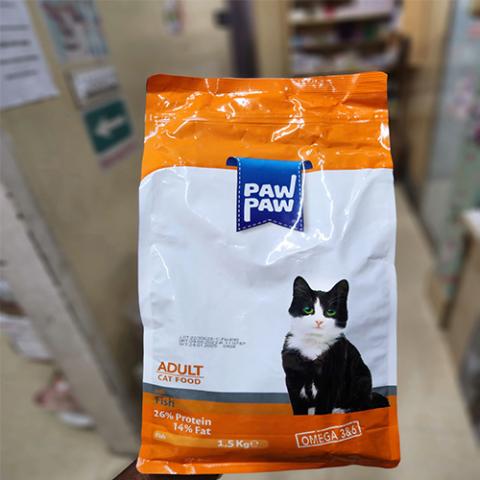 PAW
PAW
ADULT
CAT FOOD
Fish
26% Protein
14% Fat
1.5 Kg ℮
OMEGA 3&6